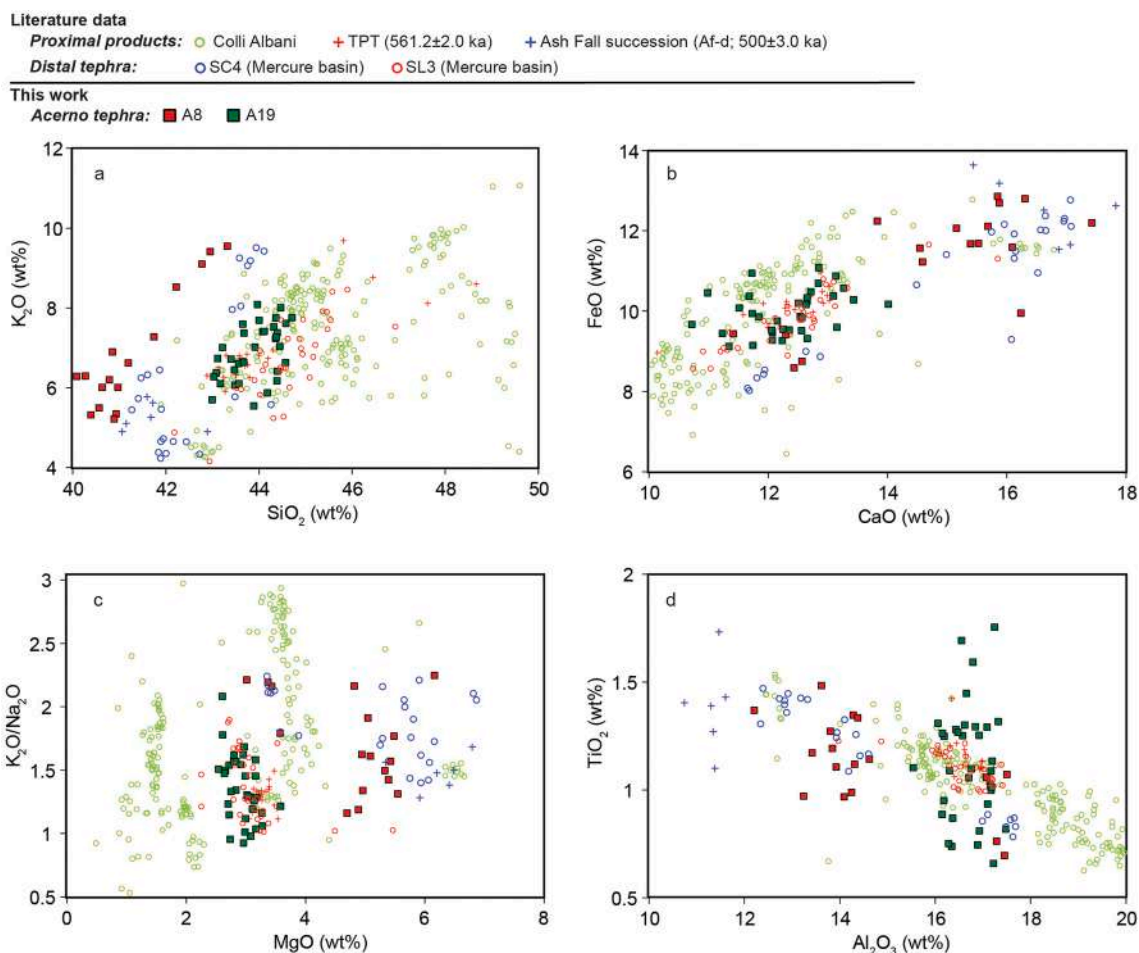 Literature data
Proximal products: Colli Albani TPT (561.2±2.0 ka) Ash Fall succession (Af-d; 500±3.0 ka)
Distal tephra: SC4 (Mercure basin) SL3 (Mercure basin)
This work
Acerno tephra: A8 A19
a
K₂O (wt%)
12
10
8
6
4
40 42 44 46 48 50
SiO₂ (wt%)
b
FeO (wt%)
14
12
10
8
6
10 12 14 16 18
CaO (wt%)
c
K₂O/Na₂O
3
2.5
2
1.5
1
0.5
0 2 4 6 8
MgO (wt%)
d
TiO₂ (wt%)
2
1.5
1
0.5
10 12 14 16 18 20
Al₂O₃ (wt%)